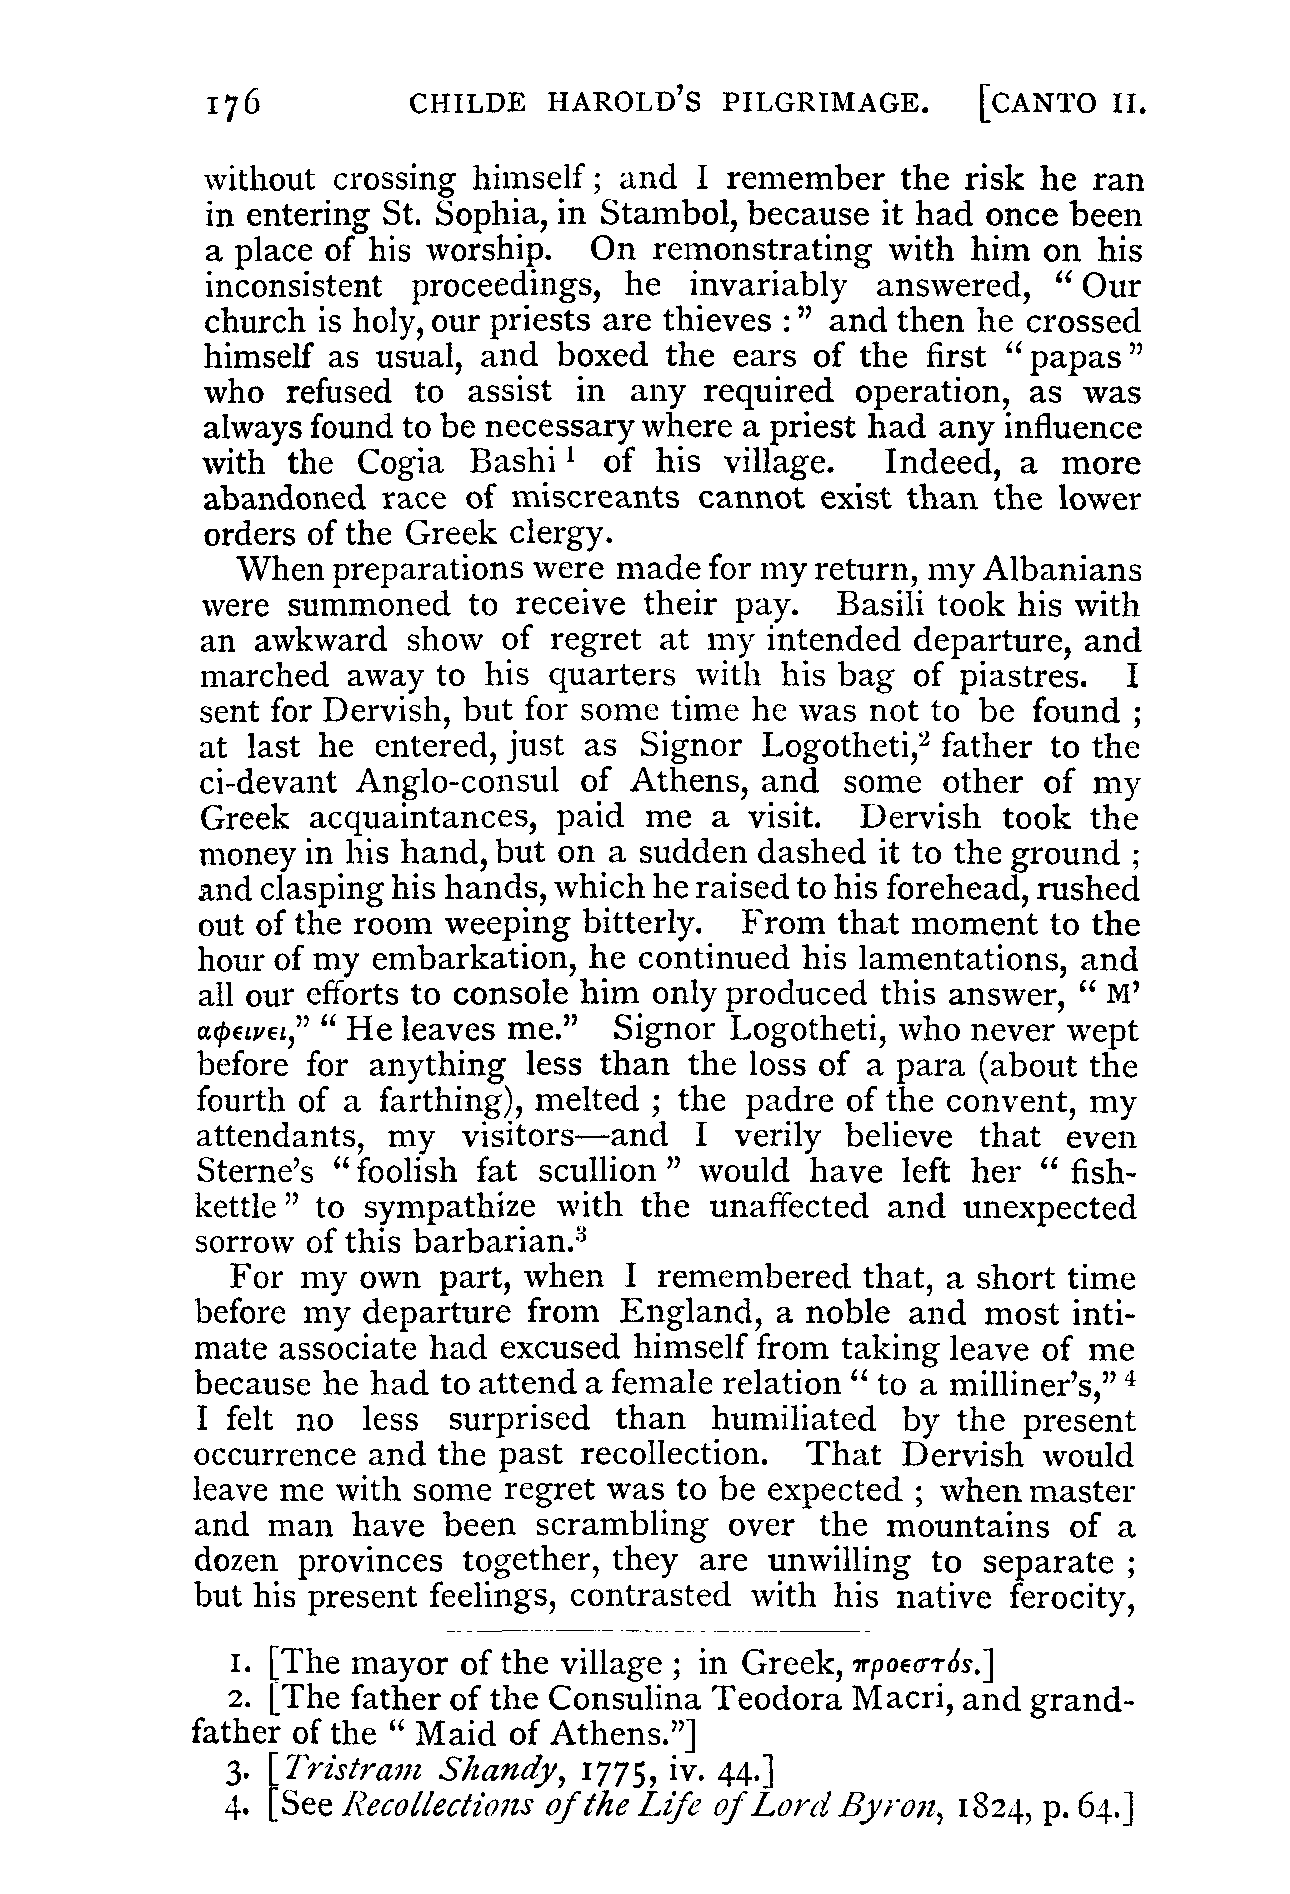 176 CHILDE HAROLD'S PILGRIMAGE. [CANTO II.
without crossing himself; and I remember the risk he ran
in entering St. Sophia, in Stambol, because it had once been
a place of his worship. On remonstrating with him on his
inconsistent proceedings, he invariably answered, "Our
church is holy, our priests are thieves:" and then he crossed
himself as usual, and boxed the ears of the first "papas"
who refused to assist in any required operation, as was
always found to be necessary where a priest had any influence
with the Cogia Bashi¹ of his village. Indeed, a more
abandoned race of miscreants cannot exist than the lower
orders of the Greek clergy.
When preparations were made for my return, my Albanians
were summoned to receive their pay. Basili took his with
an awkward show of regret at my intended departure, and
marched away to his quarters with his bag of piastres. I
sent for Dervish, but for some time he was not to be found;
at last he entered, just as Signor Logotheti,² father to the
ci-devant Anglo-consul of Athens, and some other of my
Greek acquaintances, paid me a visit. Dervish took the
money in his hand, but on a sudden dashed it to the ground;
and clasping his hands, which he raised to his forehead, rushed
out of the room weeping bitterly. From that moment to the
hour of my embarkation, he continued his lamentations, and
all our efforts to console him only produced this answer, "Μ'
αφεινει," "He leaves me." Signor Logotheti, who never wept
before for anything less than the loss of a para (about the
fourth of a farthing), melted; the padre of the convent, my
attendants, my visitors—and I verily believe that even
Sterne's "foolish fat scullion" would have left her "fish-
kettle" to sympathize with the unaffected and unexpected
sorrow of this barbarian.³
For my own part, when I remembered that, a short time
before my departure from England, a noble and most inti-
mate associate had excused himself from taking leave of me
because he had to attend a female relation "to a milliner's,"⁴
I felt no less surprised than humiliated by the present
occurrence and the past recollection. That Dervish would
leave me with some regret was to be expected; when master
and man have been scrambling over the mountains of a
dozen provinces together, they are unwilling to separate;
but his present feelings, contrasted with his native ferocity,
1. [The mayor of the village; in Greek, προεστός.]
2. [The father of the Consulina Teodora Macri, and grand-
father of the "Maid of Athens."]
3. [Tristram Shandy, 1775, iv. 44.]
4. [See Recollections of the Life of Lord Byron, 1824, p. 64.]